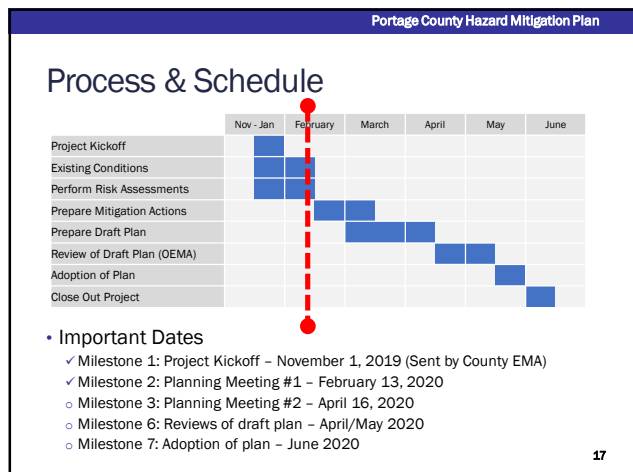 Portage County Hazard Mitigation Plan
Process & Schedule
Nov - Jan February March April May June
Project Kickoff
Existing Conditions
Perform Risk Assessments
Prepare Mitigation Actions
Prepare Draft Plan
Review of Draft Plan (OEMA)
Adoption of Plan
Close Out Project
• Important Dates
✓ Milestone 1: Project Kickoff – November 1, 2019 (Sent by County EMA)
✓ Milestone 2: Planning Meeting #1 – February 13, 2020
o Milestone 3: Planning Meeting #2 – April 16, 2020
o Milestone 6: Reviews of draft plan – April/May 2020
o Milestone 7: Adoption of plan – June 2020
17